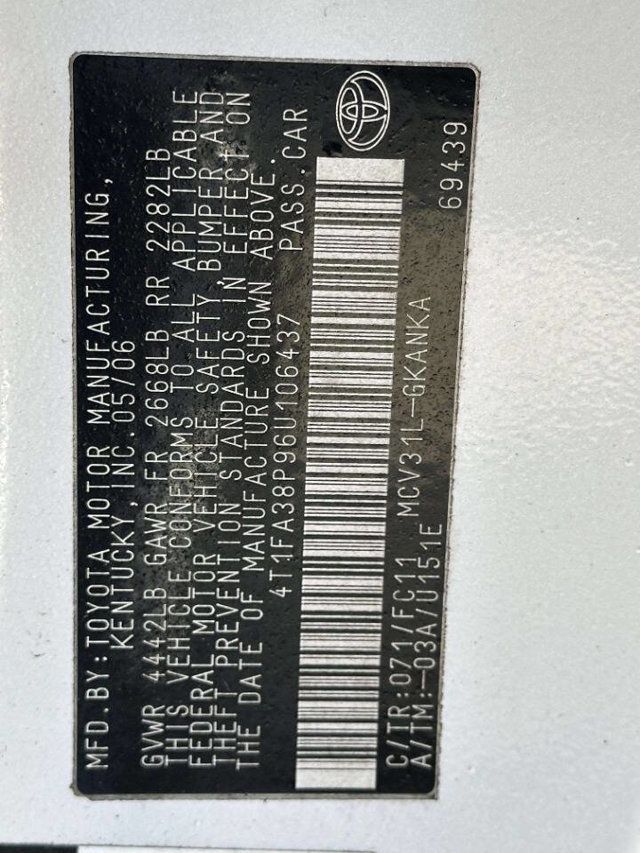 MFD.BY:TOYOTA MOTOR MANUFACTURING,
KENTUCKY,INC.05/06
GVWR 4442LB GAWR FR 2668LB RR 2282LB
THIS VEHICLE CONFORMS TO ALL APPLICABLE
FEDERAL MOTOR VEHICLE SAFETY,BUMPER,AND
THEFT PREVENTION STANDARDS IN EFFECT ON
THE DATE OF MANUFACTURE SHOWN ABOVE.
4T1FA38P96U106437 PASS.CAR
C/TR:071/FC11 MCV31L-GKANKA
A/TM:-03A/U151E
69439